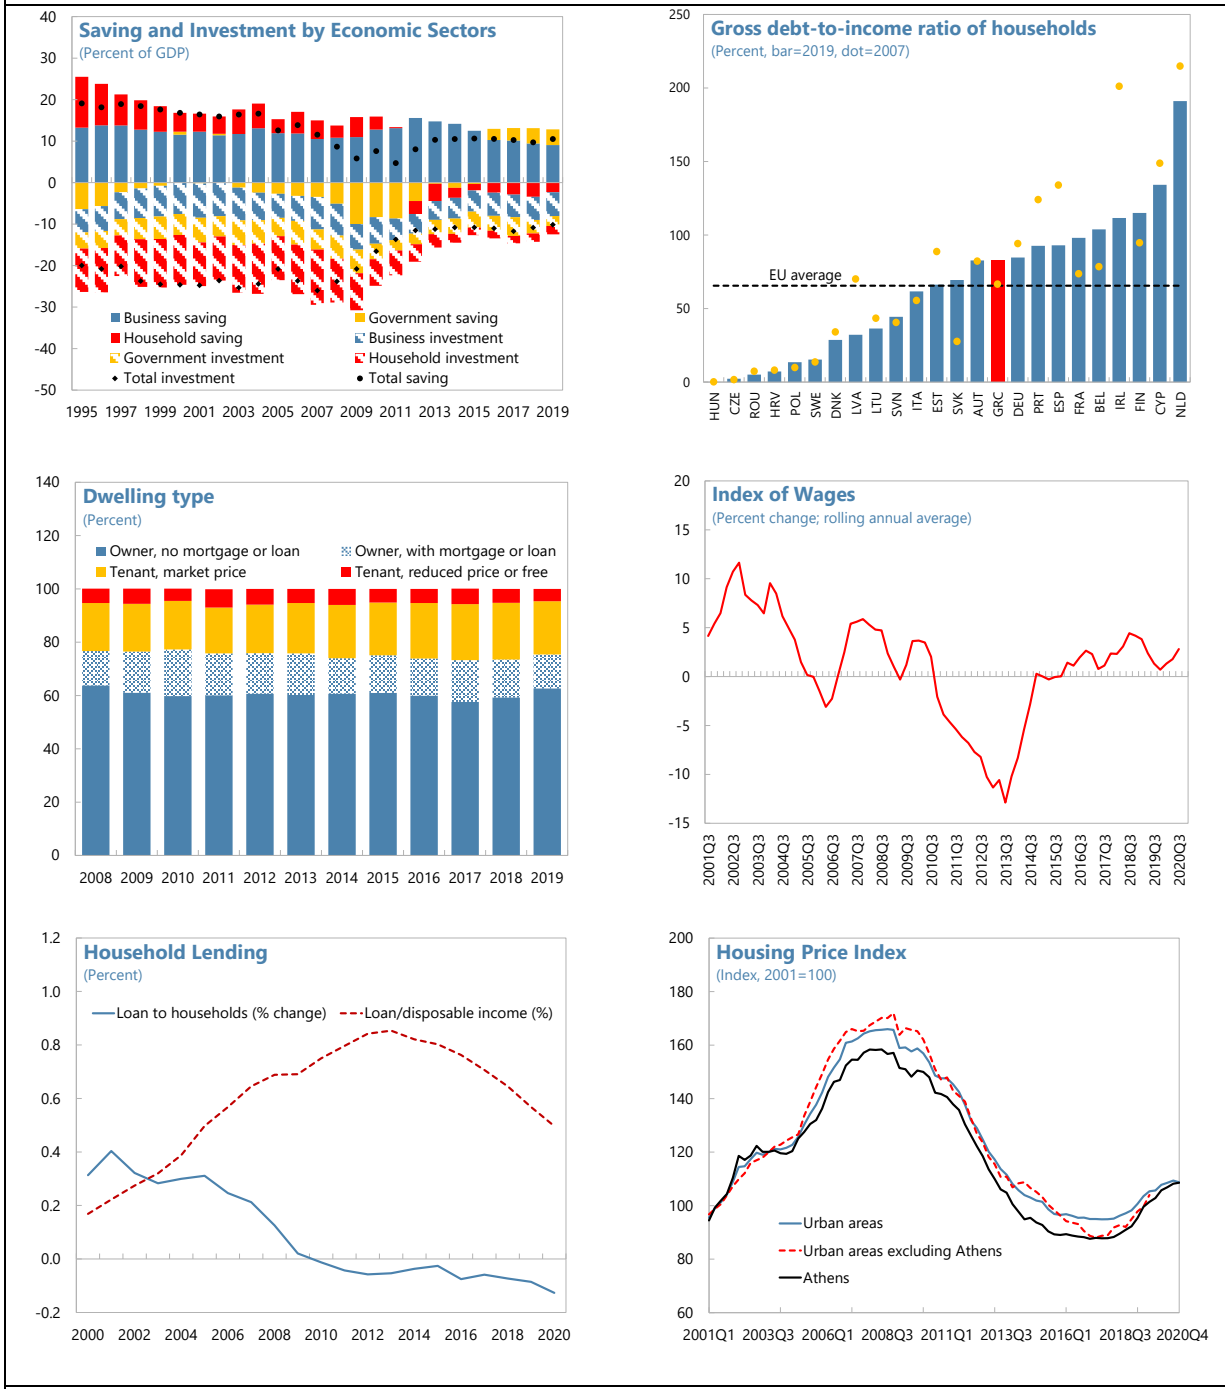 Saving and Investment by Economic Sectors
(Percent of GDP)
40
30
20
10
0
-10
-20
-30
-40
-50
Business saving
Government saving
Household saving
Business investment
Government investment
Household investment
Total investment
Total saving
1995 1997 1999 2001 2003 2005 2007 2009 2011 2013 2015 2017 2019
Gross debt-to-income ratio of households
(Percent, bar=2019, dot=2007)
250
200
150
100
50
0
EU average
HUN CZE ROU HRV POL SWE DNK LVA LTU SVN ITA EST SVK AUT GRC DEU PRT ESP FRA BEL IRL FIN CYP NLD
Dwelling type
(Percent)
140
120
100
80
60
40
20
0
Owner, no mortgage or loan
Owner, with mortgage or loan
Tenant, market price
Tenant, reduced price or free
2008 2009 2010 2011 2012 2013 2014 2015 2016 2017 2018 2019
Index of Wages
(Percent change; rolling annual average)
20
15
10
5
0
-5
-10
-15
2001Q3 2002Q3 2003Q3 2004Q3 2005Q3 2006Q3 2007Q3 2008Q3 2009Q3 2010Q3 2011Q3 2012Q3 2013Q3 2014Q3 2015Q3 2016Q3 2017Q3 2018Q3 2019Q3 2020Q3
Household Lending
(Percent)
1.2
1.0
0.8
0.6
0.4
0.2
0.0
-0.2
Loan to households (% change)
Loan/disposable income (%)
2000 2002 2004 2006 2008 2010 2012 2014 2016 2018 2020
Housing Price Index
(Index, 2001=100)
200
180
160
140
120
100
80
60
Urban areas
Urban areas excluding Athens
Athens
2001Q1 2003Q3 2006Q1 2008Q3 2011Q1 2013Q3 2016Q1 2018Q3 2020Q4